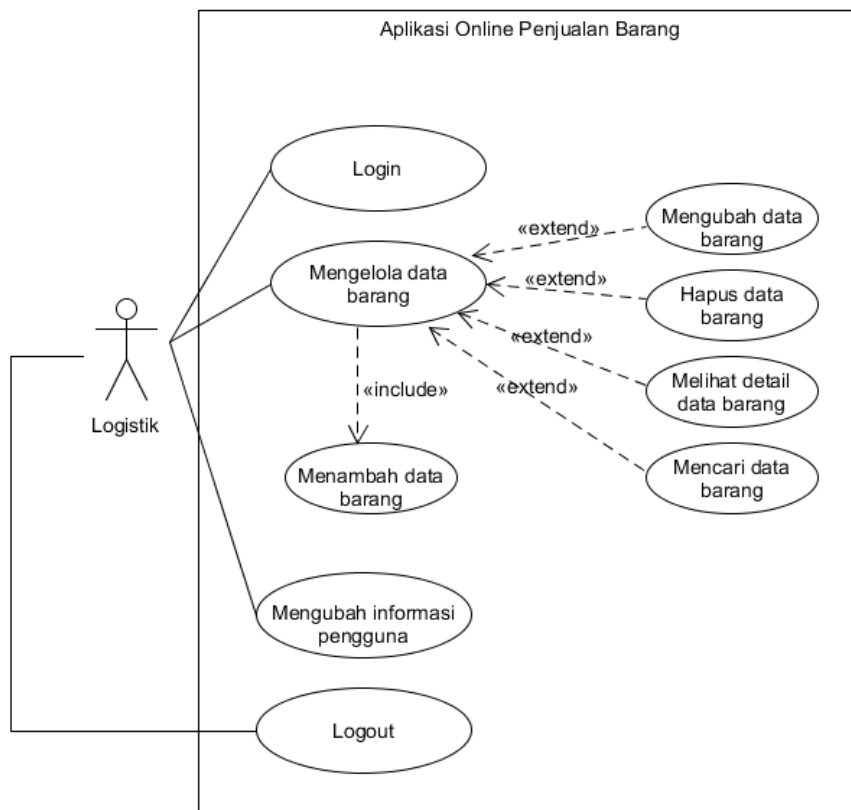 Aplikasi Online Penjualan Barang
Login
Mengelola data
barang
«extend»
Mengubah data
barang
«extend»
Hapus data
barang
«extend»
Melihat detail
data barang
«extend»
Mencari data
barang
«include»
Menambah data
barang
Logistik
Mengubah informasi
pengguna
Logout